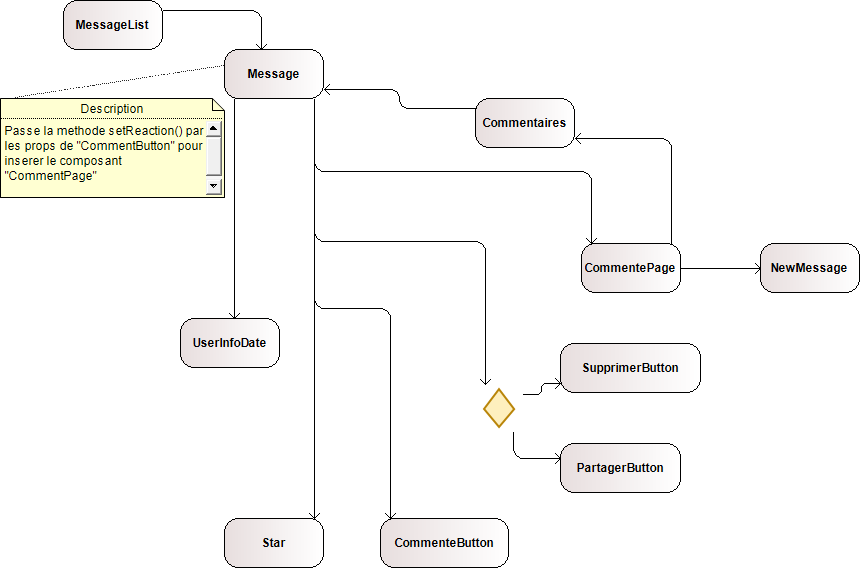 MessageList
Message
Description
Passe la methode setReaction() par
les props de "CommentButton" pour
inserer le composant
"CommentPage"
Commentaires
CommentePage
NewMessage
UserInfoDate
SupprimerButton
PartagerButton
Star
CommenteButton